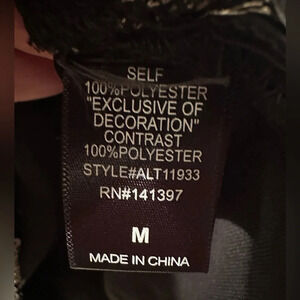 SELF
100%POLYESTER
"EXCLUSIVE OF
DECORATION"
CONTRAST
100%POLYESTER
STYLE#ALT11933
RN#141397
M
MADE IN CHINA